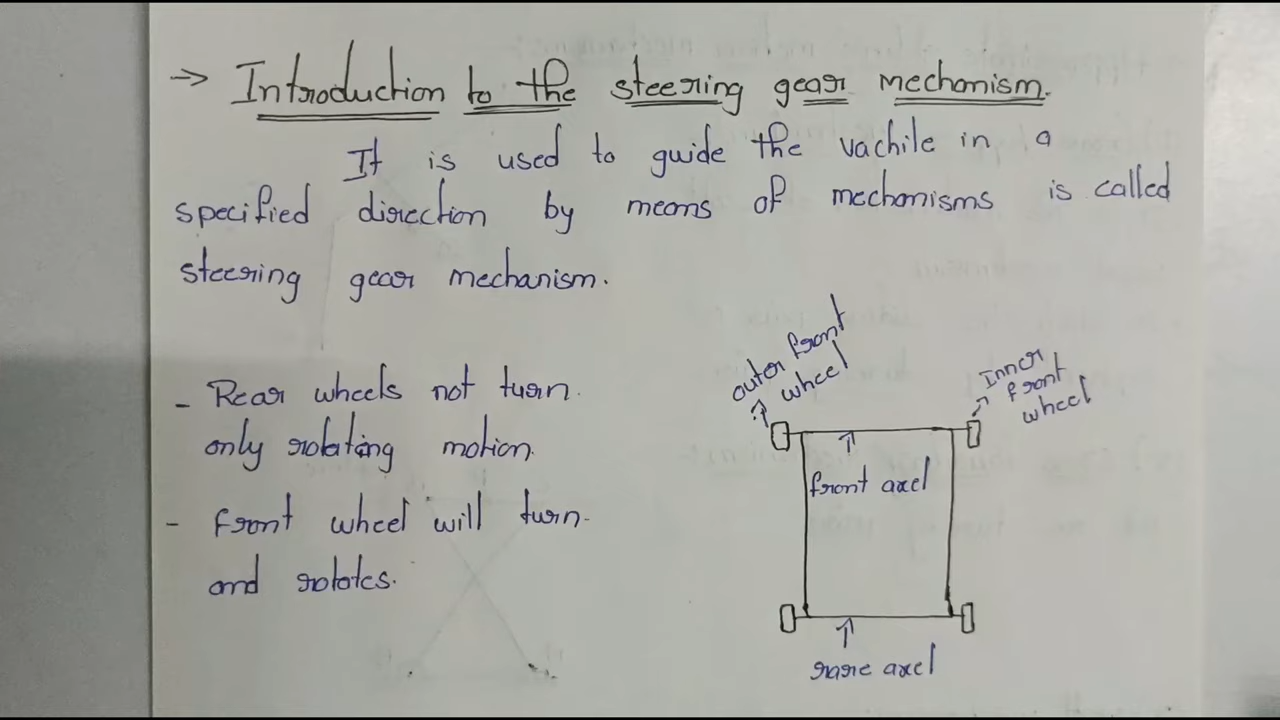 → Introduction to the steering gear mechanism.
It is used to guide the vachile in a
specified direction by means of mechanisms is called
steering gear mechanism.
- Rear wheels not turn.
only rotating motion.
- front wheel will turn.
and rotates.
outer front
wheel
Inner
front
wheel
front axel
rare axel